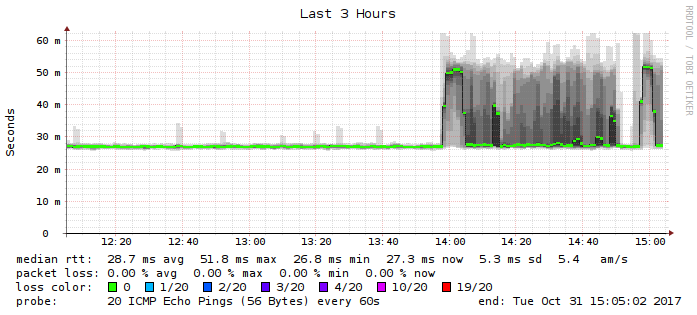 Last 3 Hours
RRDTOOL / TOBI OETIKER
Seconds
60 m
50 m
40 m
30 m
20 m
10 m
0
12:20 12:40 13:00 13:20 13:40 14:00 14:20 14:40 15:00
median rtt: 28.7 ms avg 51.8 ms max 26.8 ms min 27.3 ms now 5.3 ms sd 5.4 am/s
packet loss: 0.00 % avg 0.00 % max 0.00 % min 0.00 % now
loss color: 0 1/20 2/20 3/20 4/20 10/20 19/20
probe: 20 ICMP Echo Pings (56 Bytes) every 60s end: Tue Oct 31 15:05:02 2017